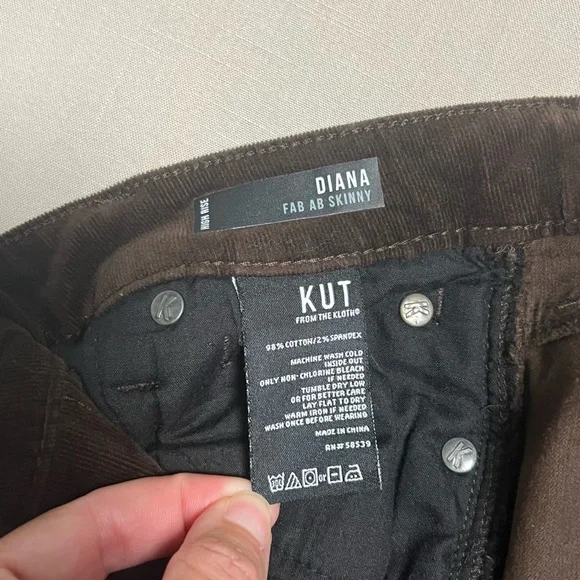 HIGH RISE
DIANA
FAB AB SKINNY
KUT
FROM THE KLOTH®
98% COTTON/2% SPANDEX
MACHINE WASH COLD
INSIDE OUT
ONLY NON-CHLORINE BLEACH
IF NEEDED
TUMBLE DRY LOW
OR FOR BETTER CARE
LAY FLAT TO DRY
WARM IRON IF NEEDED
WASH ONCE BEFORE WEARING
MADE IN CHINA
RN# 58539
30C or
K
K
K